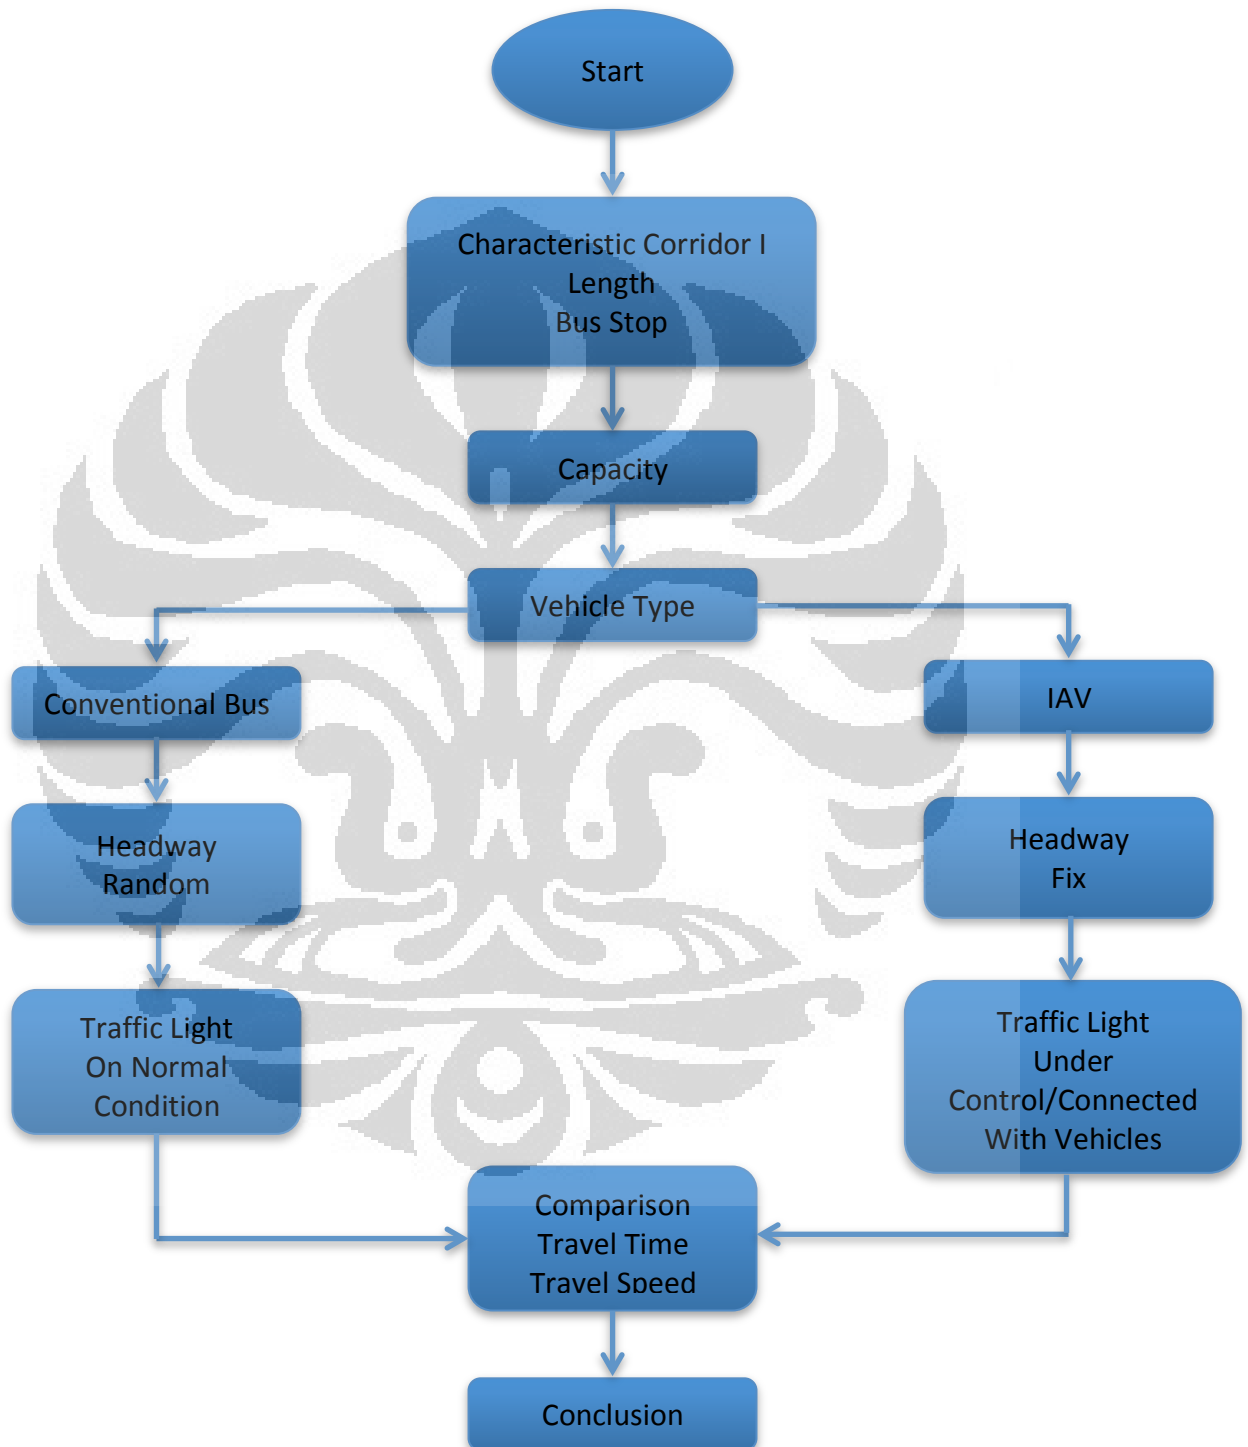 Start
Characteristic Corridor I
Length
Bus Stop
Capacity
Vehicle Type
Conventional Bus
IAV
Headway
Random
Headway
Fix
Traffic Light
On Normal
Condition
Traffic Light
Under
Control/Connected
With Vehicles
Comparison
Travel Time
Travel Speed
Conclusion